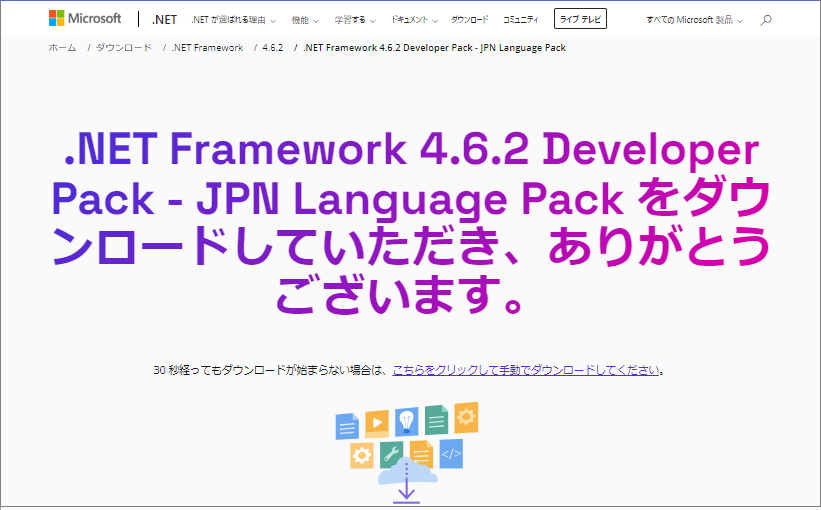 Microsoft .NET .NET が選ばれる理由 機能 学習する ドキュメント ダウンロード コミュニティ ライブ テレビ すべての Microsoft 製品
ホーム / ダウンロード / .NET Framework / 4.6.2 / .NET Framework 4.6.2 Developer Pack - JPN Language Pack
.NET Framework 4.6.2 Developer
Pack - JPN Language Pack をダウ
ンロードしていただき、ありがとう
ございます。
30 秒経ってもダウンロードが始まらない場合は、こちらをクリックして手動でダウンロードしてください。
</>